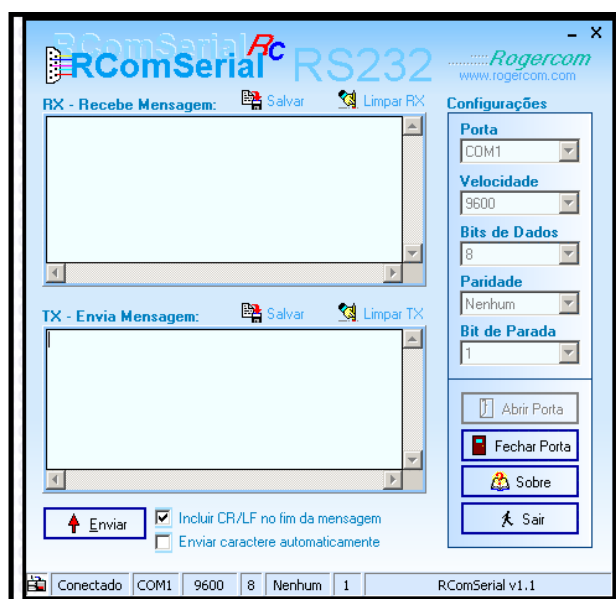 RComSerial RC RS232
..........:::::Rogercom
www.rogercom.com
RX - Recebe Mensagem: Salvar Limpar RX
Configurações
Porta
COM1
Velocidade
9600
Bits de Dados
8
Paridade
Nenhum
Bit de Parada
1
TX - Envia Mensagem: Salvar Limpar TX
Abrir Porta
Fechar Porta
Sobre
Sair
Enviar
Incluir CR/LF no fim da mensagem
Enviar caractere automaticamente
Conectado COM1 9600 8 Nenhum 1 RComSerial v1.1